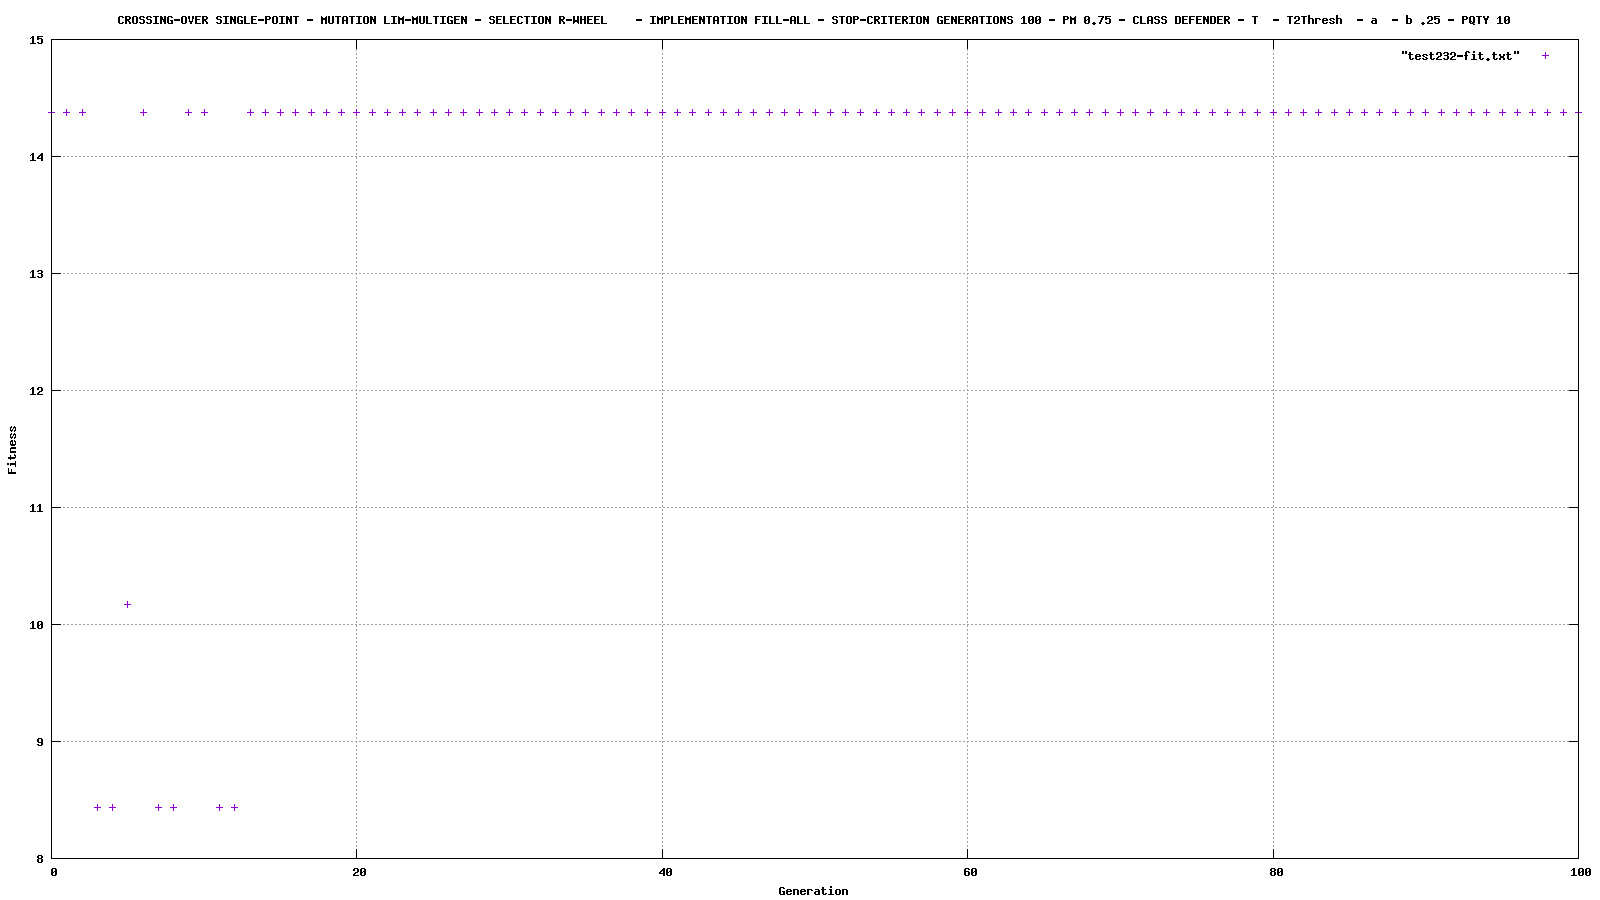 CROSSING-OVER SINGLE-POINT - MUTATION LIM-MULTIGEN - SELECTION R-WHEEL    - IMPLEMENTATION FILL-ALL - STOP-CRITERION GENERATIONS 100 - PM 0.75 - CLASS DEFENDER - T  - T2Thresh  - a  - b .25 - PQTY 10
15
"test232-fit.txt"
14
13
12
Fitness
11
10
9
8
0 20 40 60 80 100
Generation